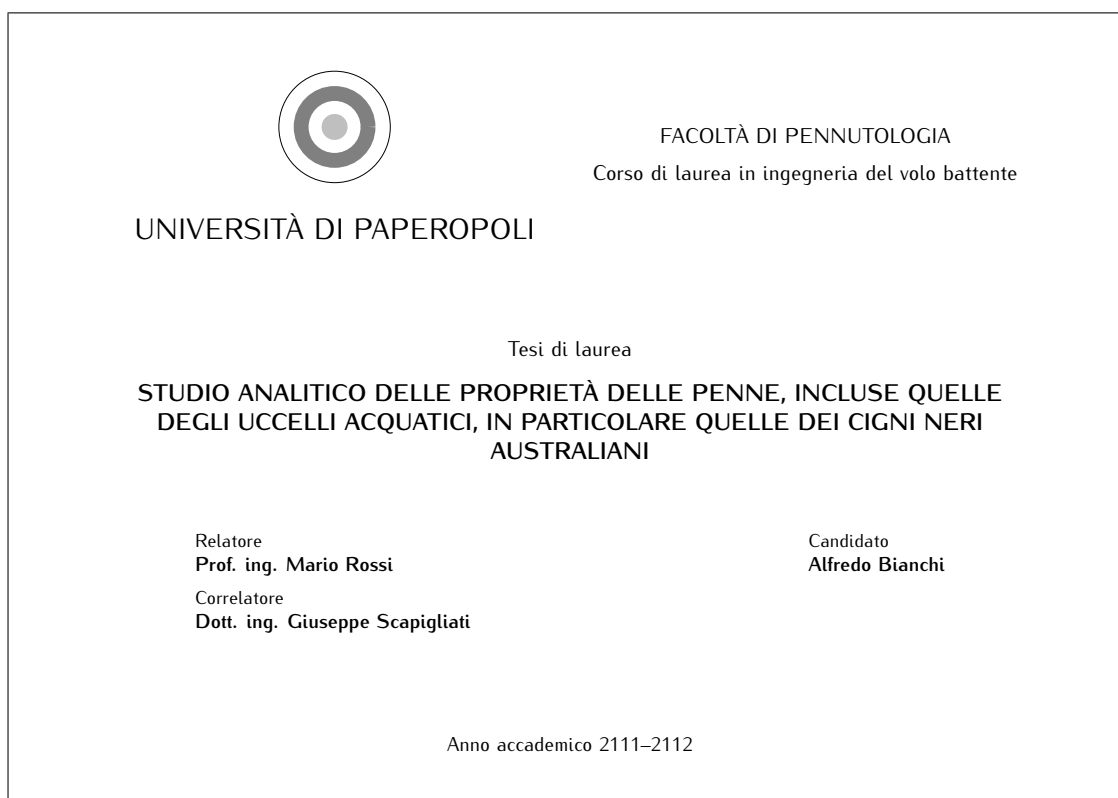 UNIVERSITÀ DI PAPEROPOLI
FACOLTÀ DI PENNUTOLOGIA
Corso di laurea in ingegneria del volo battente
Tesi di laurea
STUDIO ANALITICO DELLE PROPRIETÀ DELLE PENNE, INCLUSE QUELLE
DEGLI UCCELLI ACQUATICI, IN PARTICOLARE QUELLE DEI CIGNI NERI
AUSTRALIANI
Relatore
Prof. ing. Mario Rossi
Correlatore
Dott. ing. Giuseppe Scapigliati
Candidato
Alfredo Bianchi
Anno accademico 2111–2112